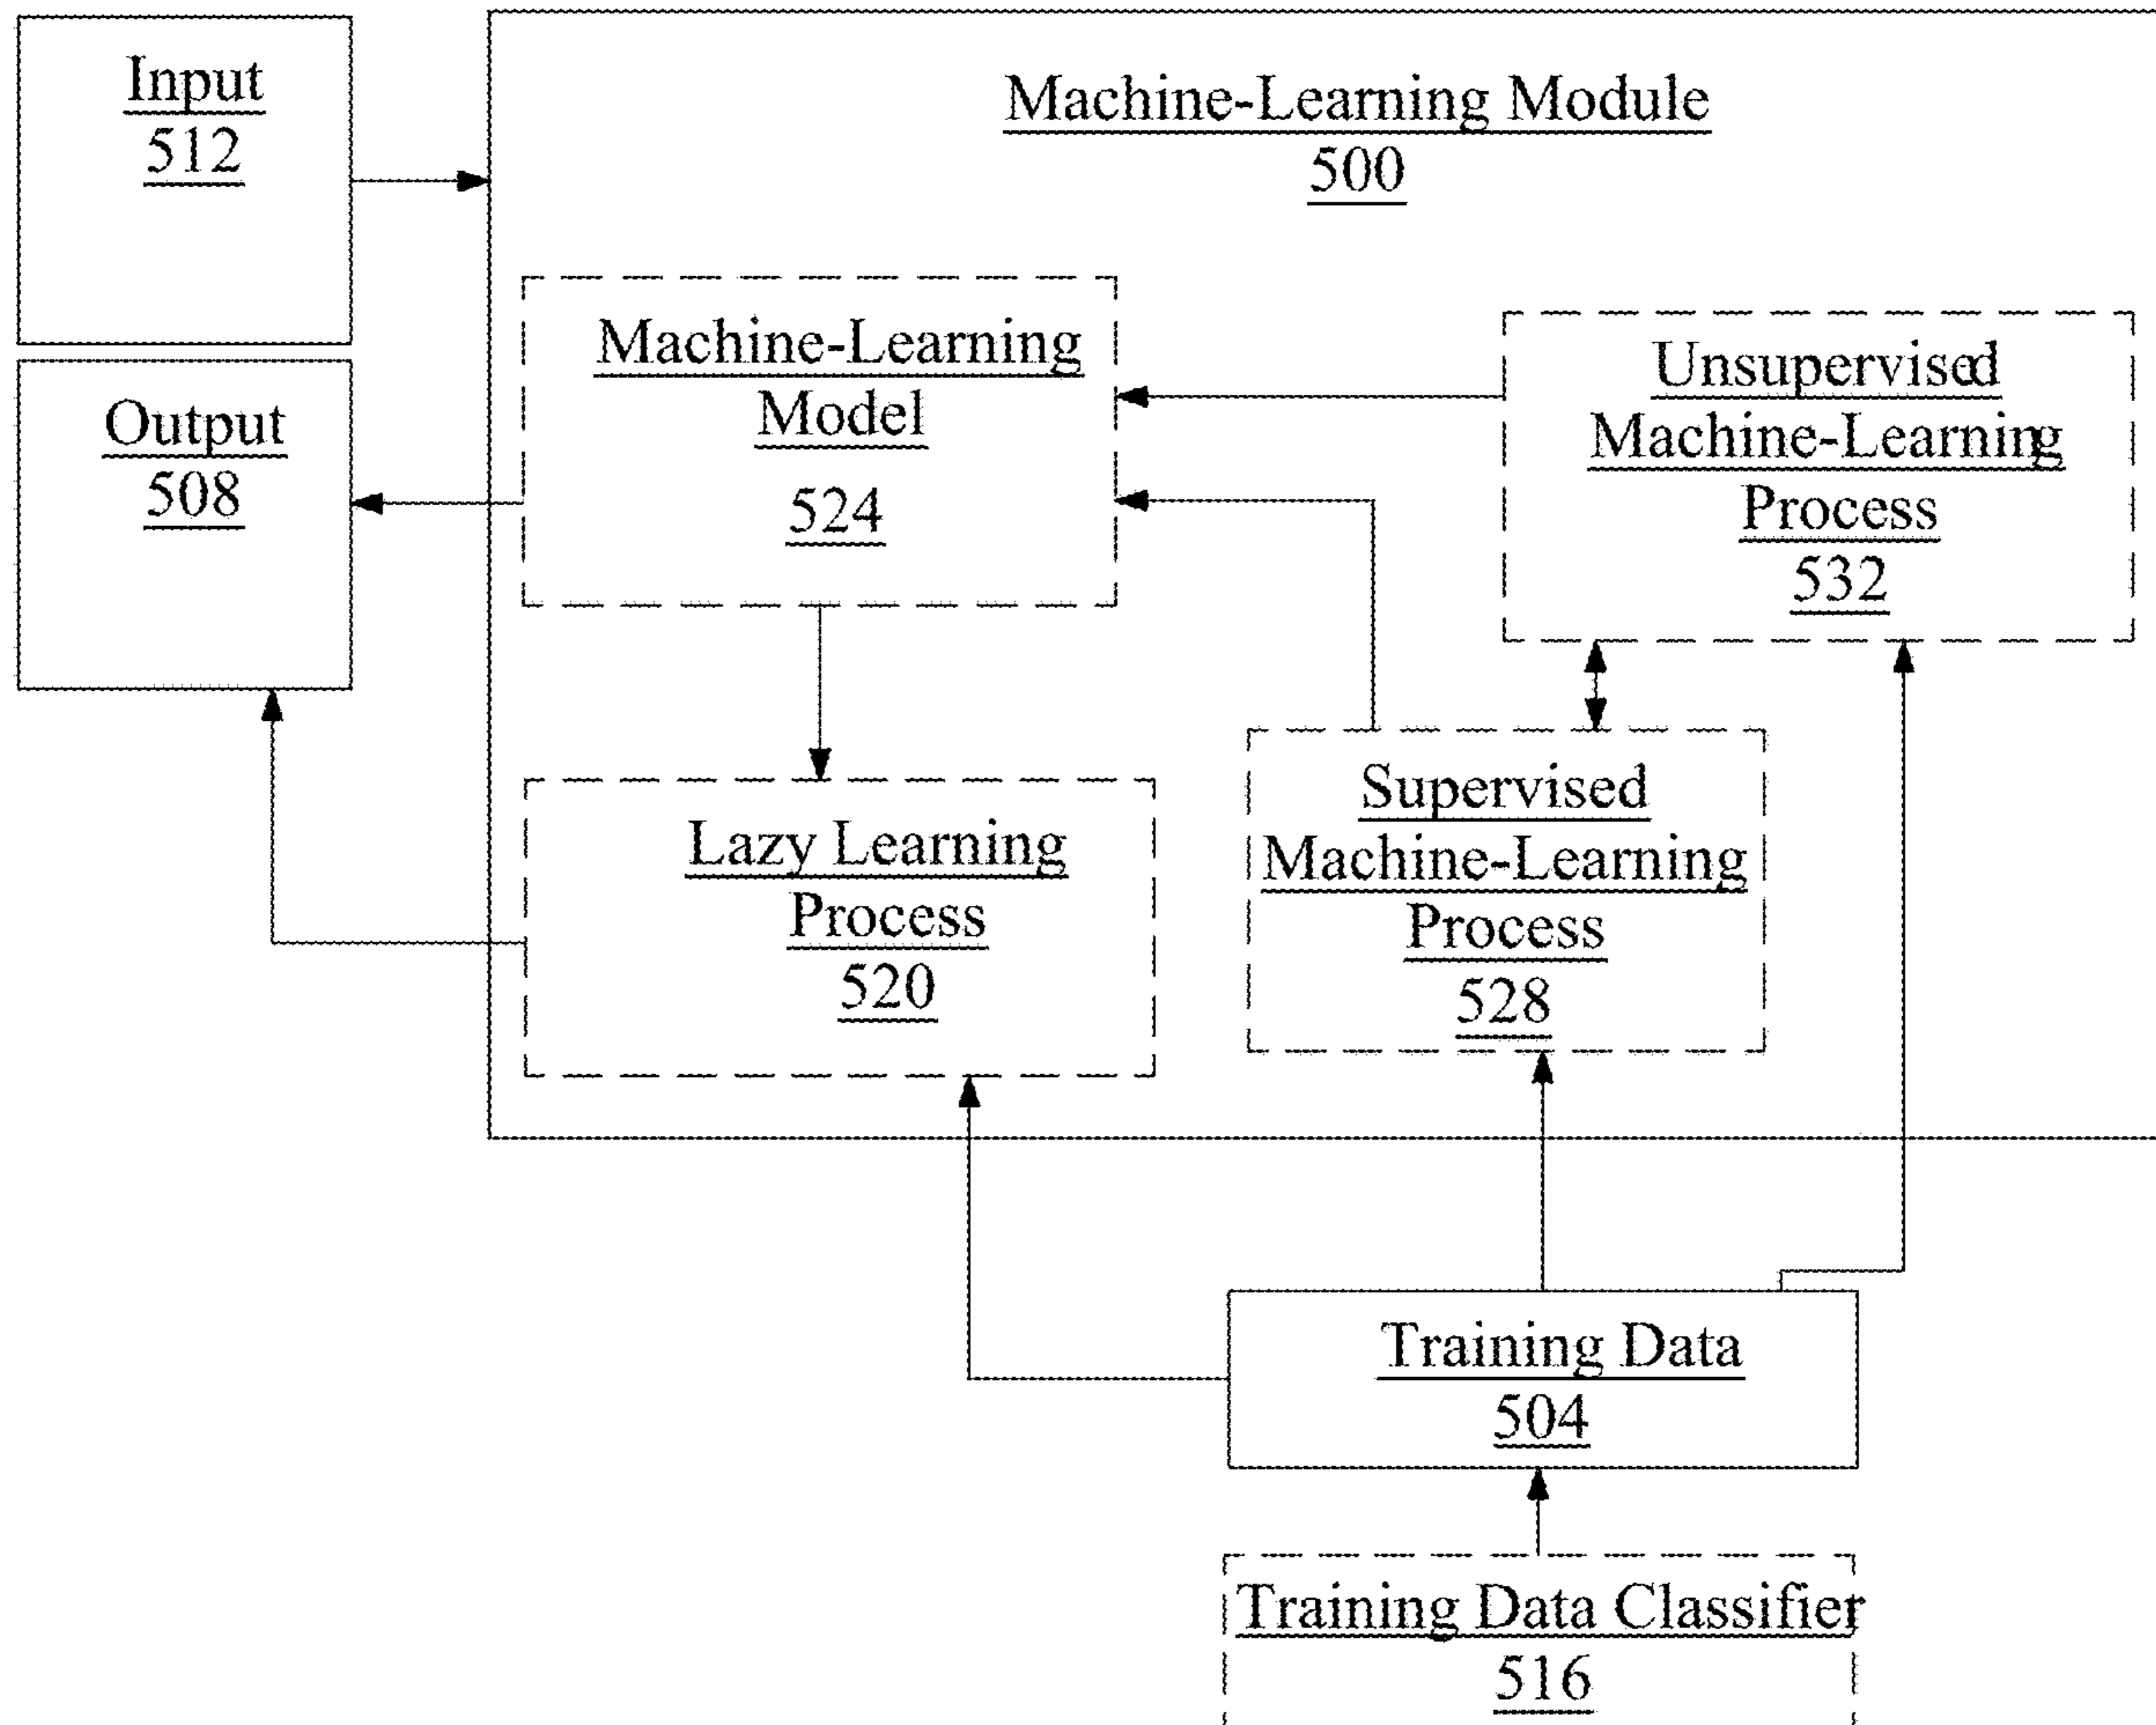 Input
512
Machine-Learning Module
500
Machine-Learning
Model
524
Unsupervised
Machine-Learning
Process
532
Output
508
Lazy Learning
Process
520
Supervised
Machine-Learning
Process
528
Training Data
504
Training Data Classifier
516